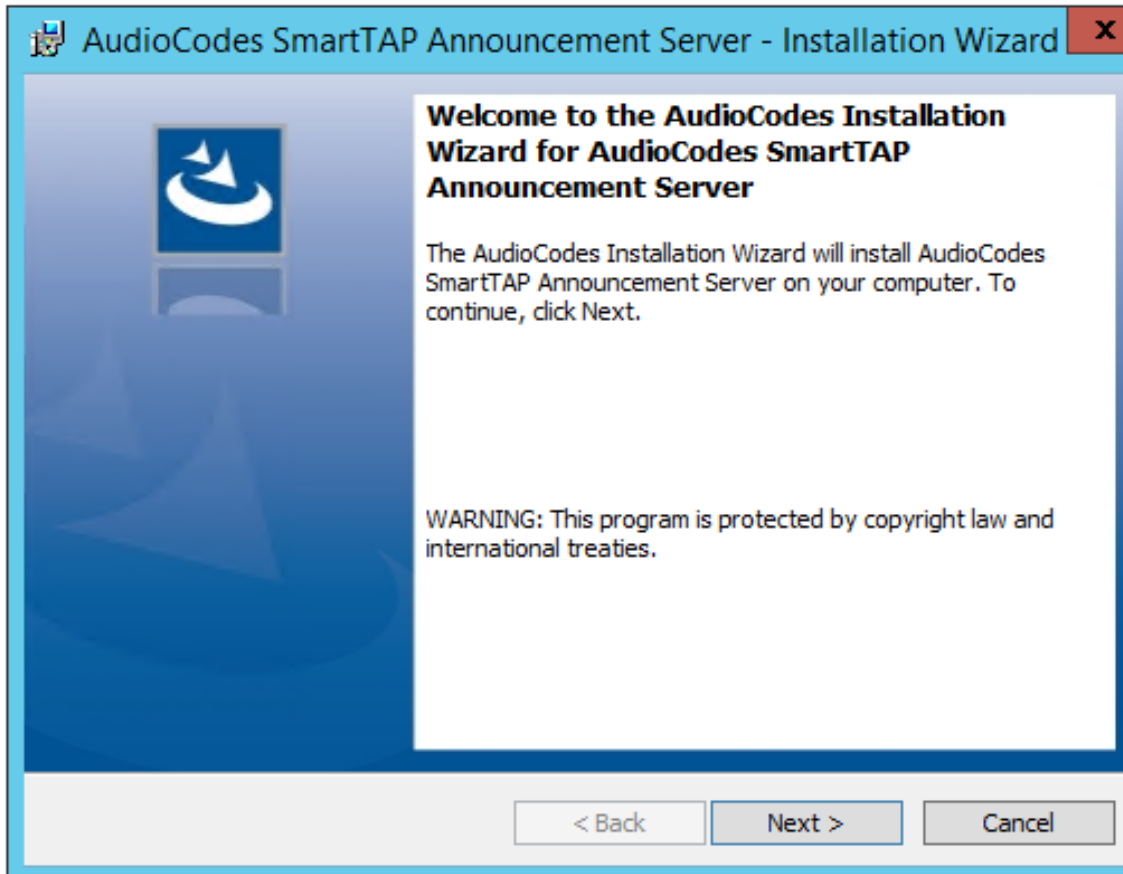 AudioCodes SmartTAP Announcement Server - Installation Wizard
x
Welcome to the AudioCodes Installation
Wizard for AudioCodes SmartTAP
Announcement Server
The AudioCodes Installation Wizard will install AudioCodes
SmartTAP Announcement Server on your computer. To
continue, click Next.
WARNING: This program is protected by copyright law and
international treaties.
< Back
Next >
Cancel